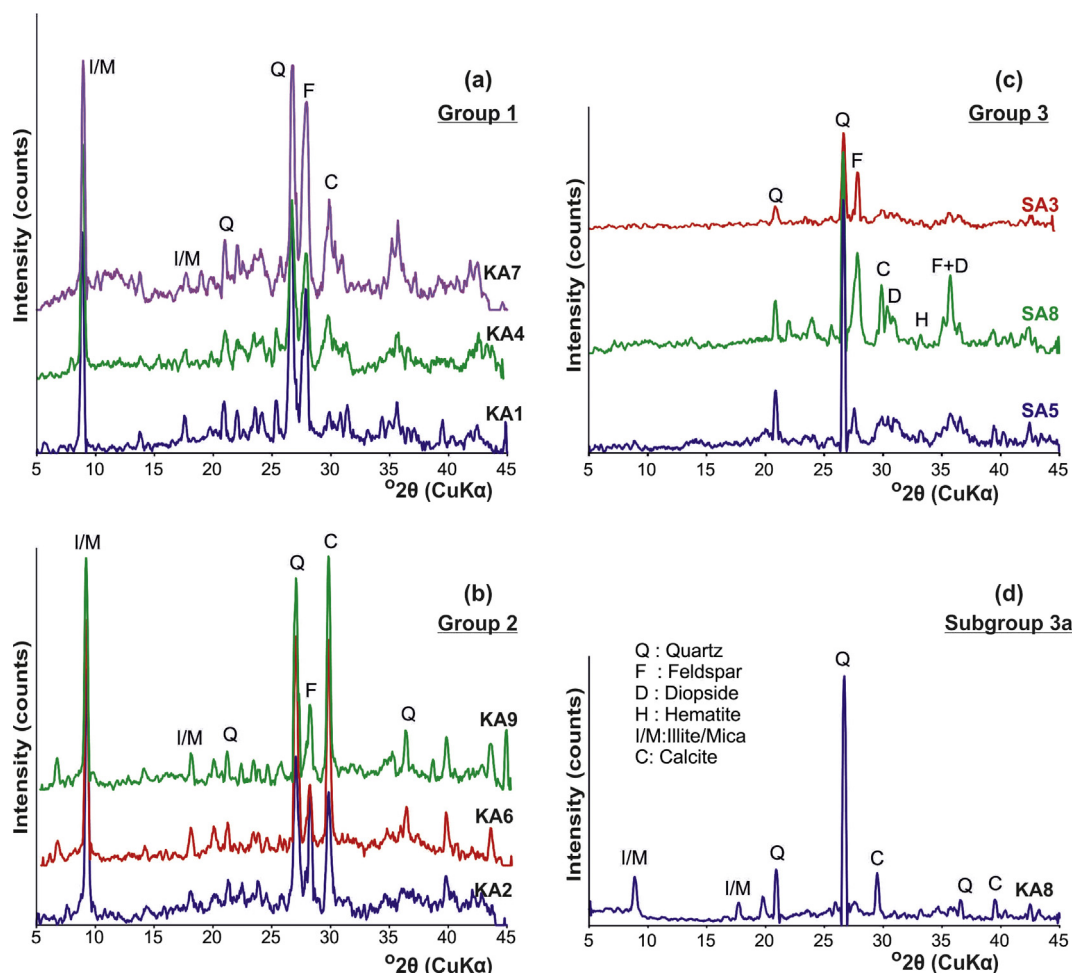 (a)
Group 1
Intensity (counts)
I/M
Q
F
C
Q
I/M
KA7
KA4
KA1
5 10 15 20 25 30 35 40 45
°2θ (CuKα)
(c)
Group 3
Intensity (counts)
Q
F
Q
SA3
C
D
H
F+D
SA8
SA5
5 10 15 20 25 30 35 40 45
°2θ (CuKα)
(b)
Group 2
Intensity (counts)
I/M
Q
C
F
I/M
Q
Q
KA9
KA6
KA2
5 10 15 20 25 30 35 40 45
°2θ (CuKα)
(d)
Subgroup 3a
Intensity (counts)
Q : Quartz
F : Feldspar
D : Diopside
H : Hematite
I/M:Illite/Mica
C: Calcite
Q
I/M
I/M
Q
C
Q
C
KA8
5 10 15 20 25 30 35 40 45
°2θ (CuKα)